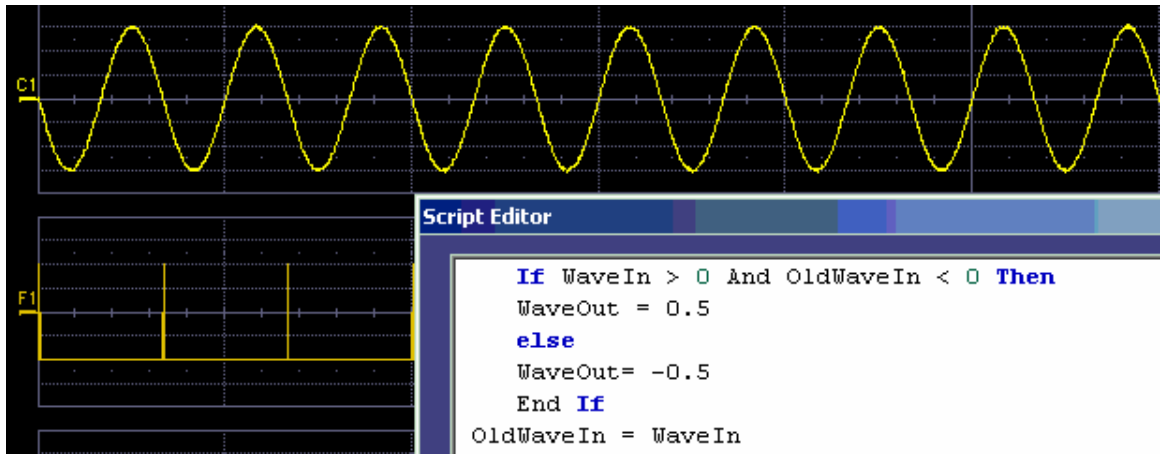 C1
F1
Script Editor
If WaveIn > 0 And OldWaveIn < 0 Then
WaveOut = 0.5
else
WaveOut= -0.5
End If
OldWaveIn = WaveIn